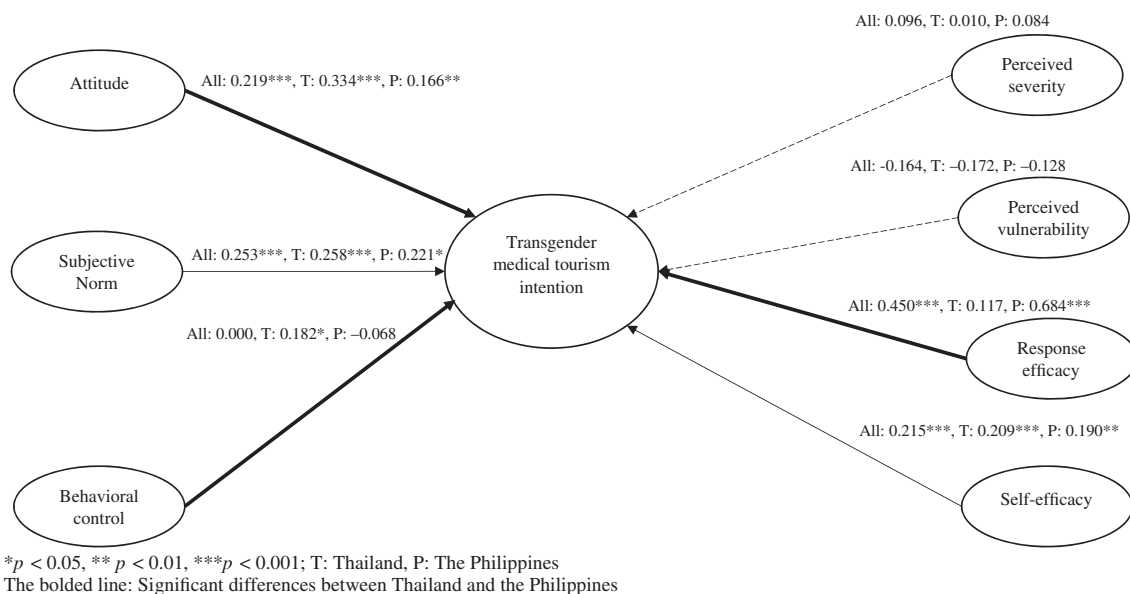 All: 0.096, T: 0.010, P: 0.084
Attitude
All: 0.219***, T: 0.334***, P: 0.166**
Perceived
severity
All: -0.164, T: –0.172, P: –0.128
Perceived
vulnerability
Transgender
medical tourism
intention
Subjective
Norm
All: 0.253***, T: 0.258***, P: 0.221*
All: 0.450***, T: 0.117, P: 0.684***
All: 0.000, T: 0.182*, P: –0.068
Response
efficacy
All: 0.215***, T: 0.209***, P: 0.190**
Behavioral
control
Self-efficacy
*p < 0.05, ** p < 0.01, ***p < 0.001; T: Thailand, P: The Philippines
The bolded line: Significant differences between Thailand and the Philippines